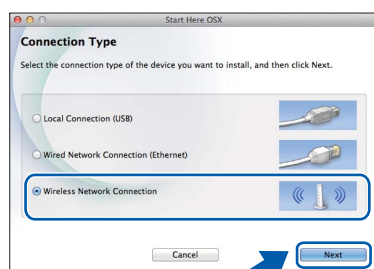 Start Here OSX
Connection Type
Select the connection type of the device you want to install, and then click Next.
Local Connection (USB)
Wired Network Connection (Ethernet)
Wireless Network Connection
Cancel
Next